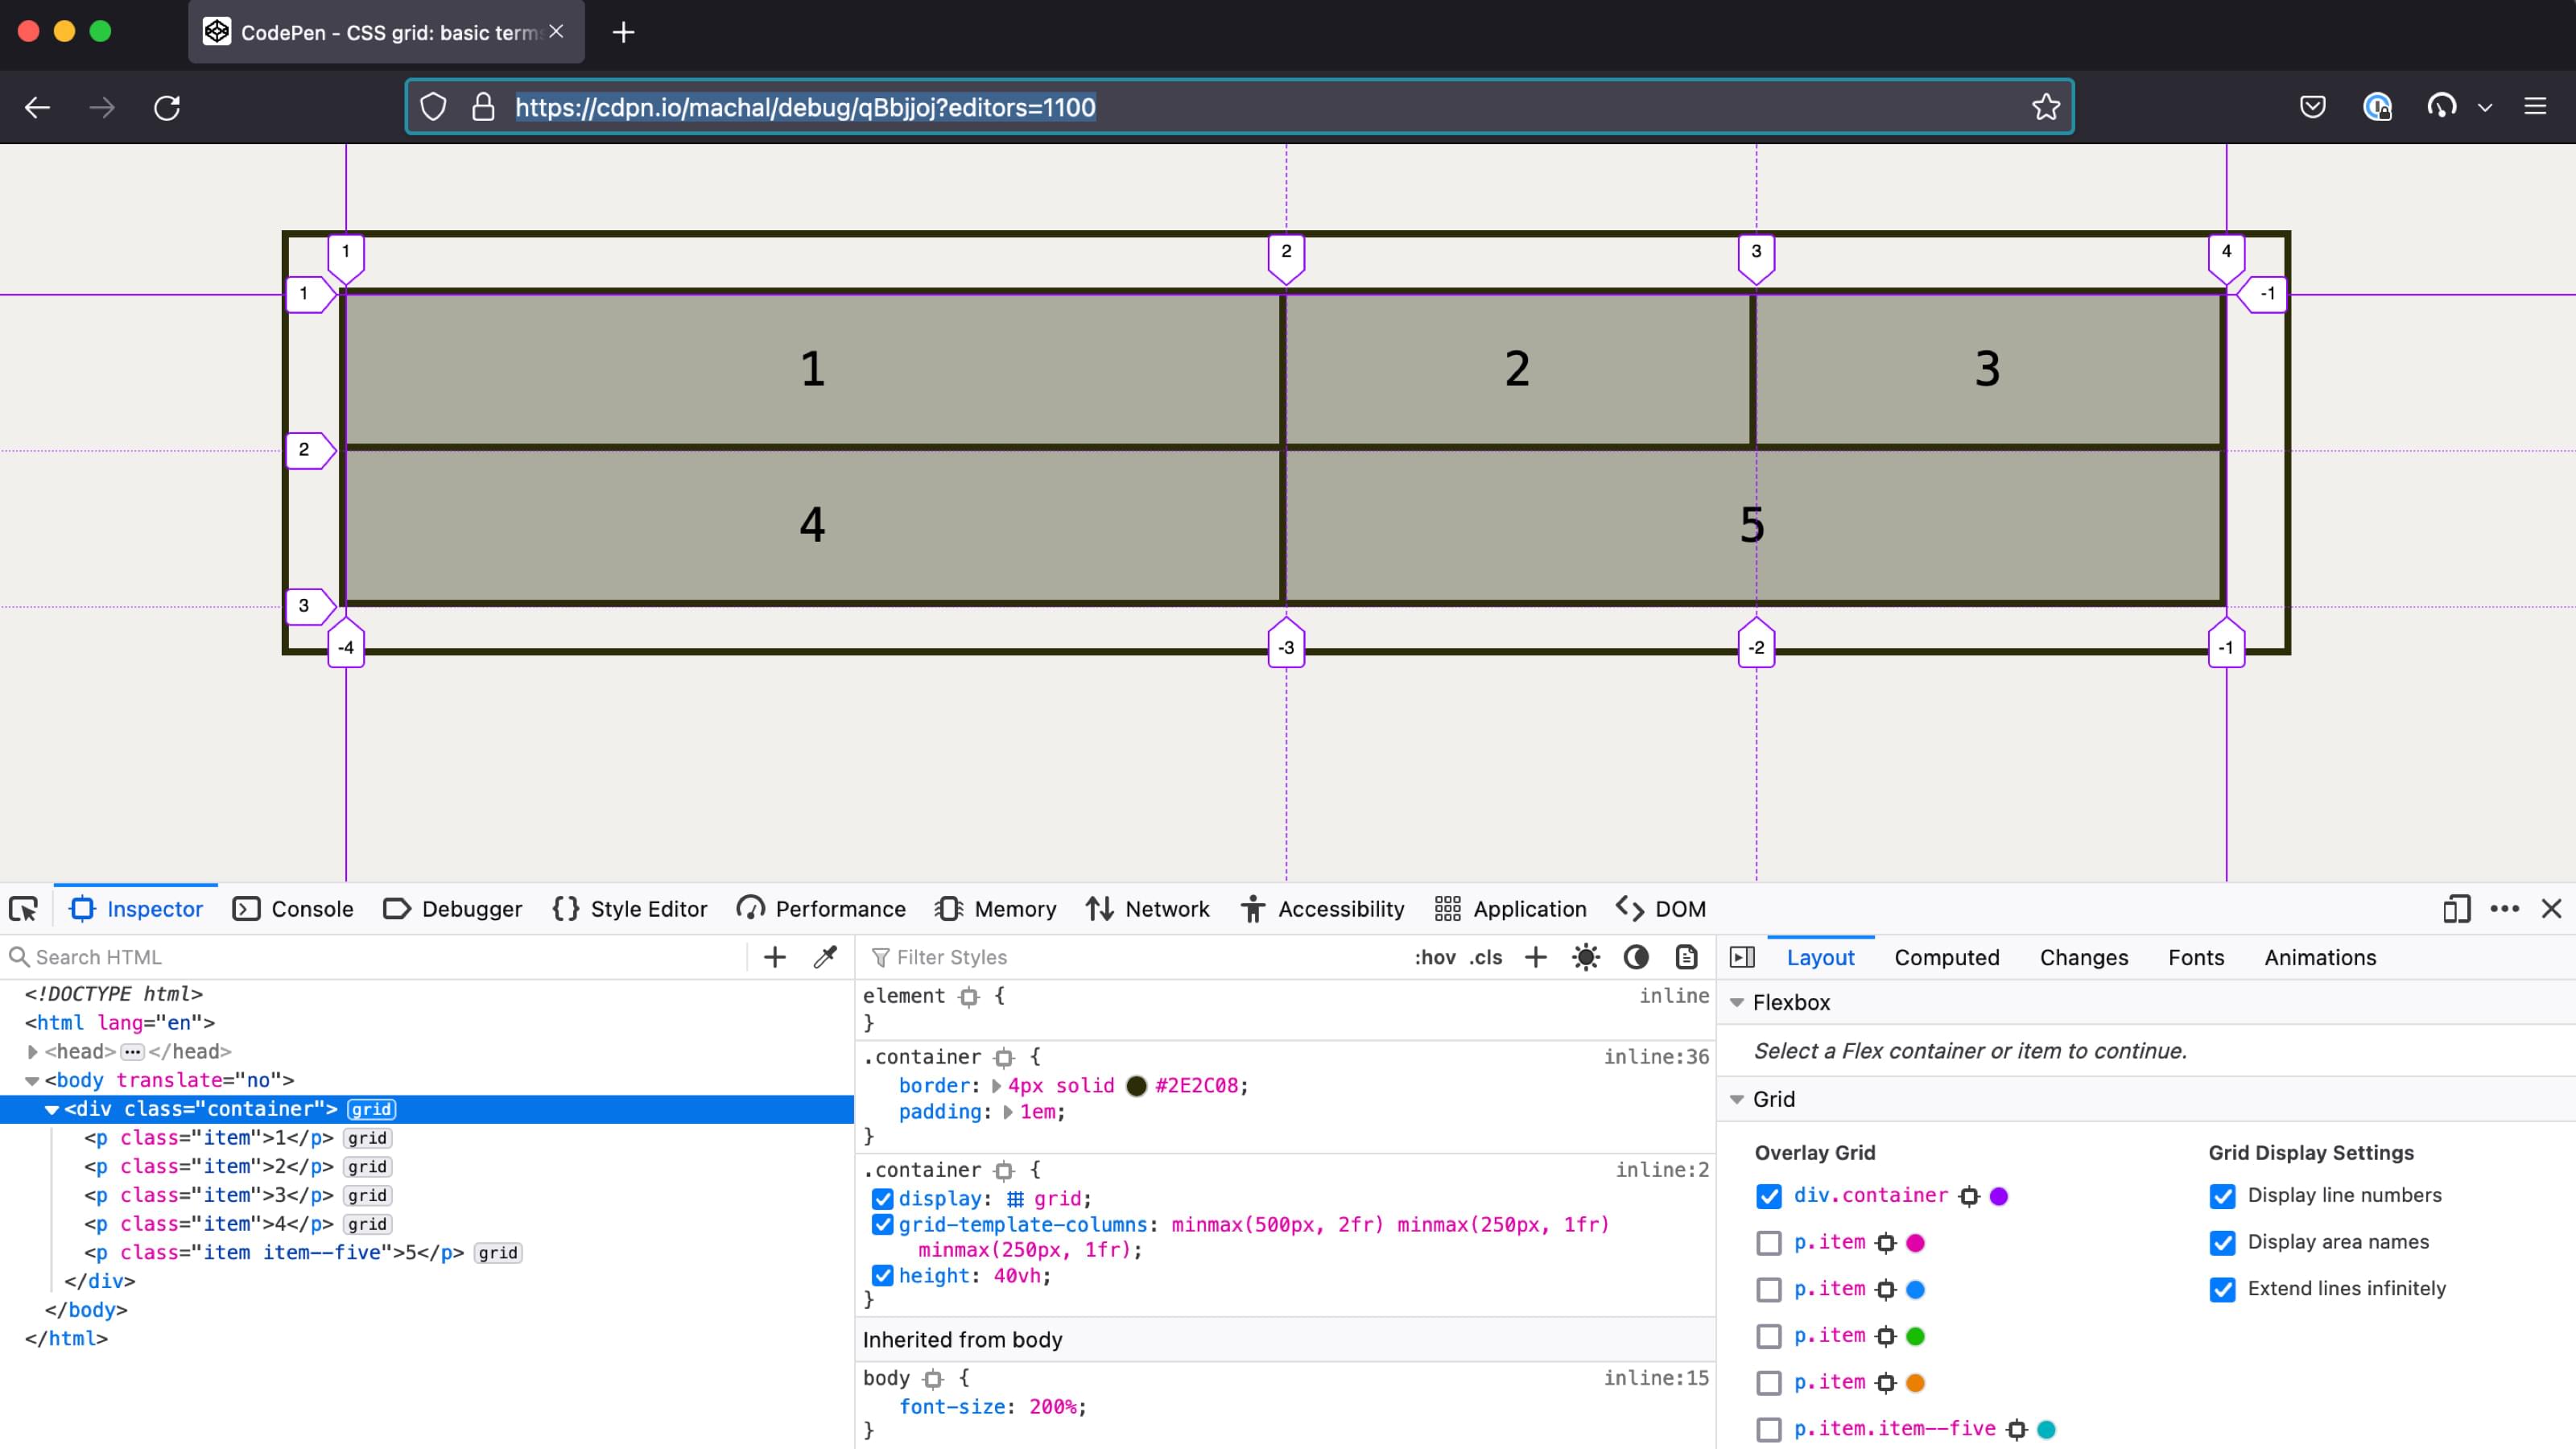 CodePen - CSS grid: basic term
https://cdpn.io/machal/debug/qBbjjoj?editors=1100
1 2 3 4
1 -1
1 2 3
2
4 5
3
-4 -3 -2 -1
Inspector Console Debugger Style Editor Performance Memory Network Accessibility Application DOM
Search HTML
<!DOCTYPE html>
<html lang="en">
<head> ••• </head>
<body translate="no">
<div class="container"> grid
<p class="item">1</p> grid
<p class="item">2</p> grid
<p class="item">3</p> grid
<p class="item">4</p> grid
<p class="item item--five">5</p> grid
</div>
</body>
</html>
Filter Styles :hov .cls
element { inline
}
.container { inline:36
border: 4px solid #2E2C08;
padding: 1em;
}
.container { inline:2
display: grid;
grid-template-columns: minmax(500px, 2fr) minmax(250px, 1fr)
minmax(250px, 1fr);
height: 40vh;
}
Inherited from body
body { inline:15
font-size: 200%;
}
Layout Computed Changes Fonts Animations
Flexbox
Select a Flex container or item to continue.
Grid
Overlay Grid
div.container
p.item
p.item
p.item
p.item
p.item.item--five
Grid Display Settings
Display line numbers
Display area names
Extend lines infinitely